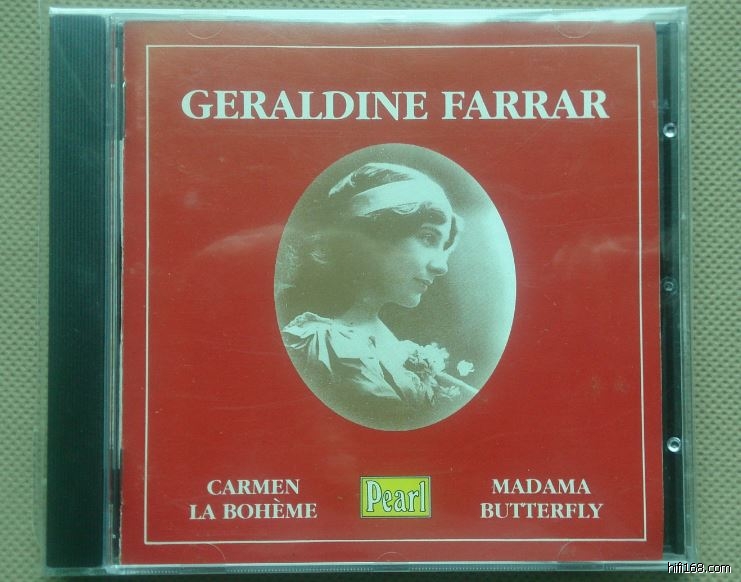 GERALDINE FARRAR
CARMEN
LA BOHÈME
Pearl
MADAMA
BUTTERFLY
hifi168.com